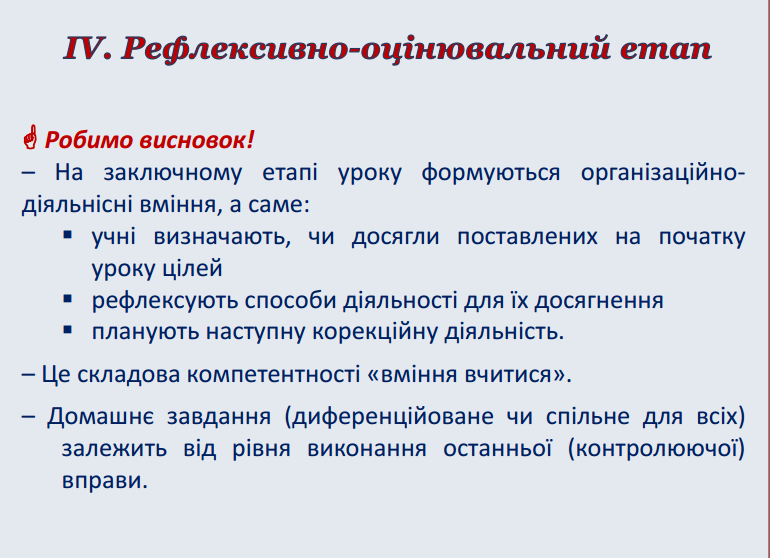 IV. Рефлексивно-оцінювальний етап
☝ Робимо висновок!
– На заключному етапі уроку формуються організаційно-
діяльнісні вміння, а саме:
▪ учні визначають, чи досягли поставлених на початку
уроку цілей
▪ рефлексують способи діяльності для їх досягнення
▪ планують наступну корекційну діяльність.
– Це складова компетентності «вміння вчитися».
– Домашнє завдання (диференційоване чи спільне для всіх)
залежить від рівня виконання останньої (контролюючої)
вправи.